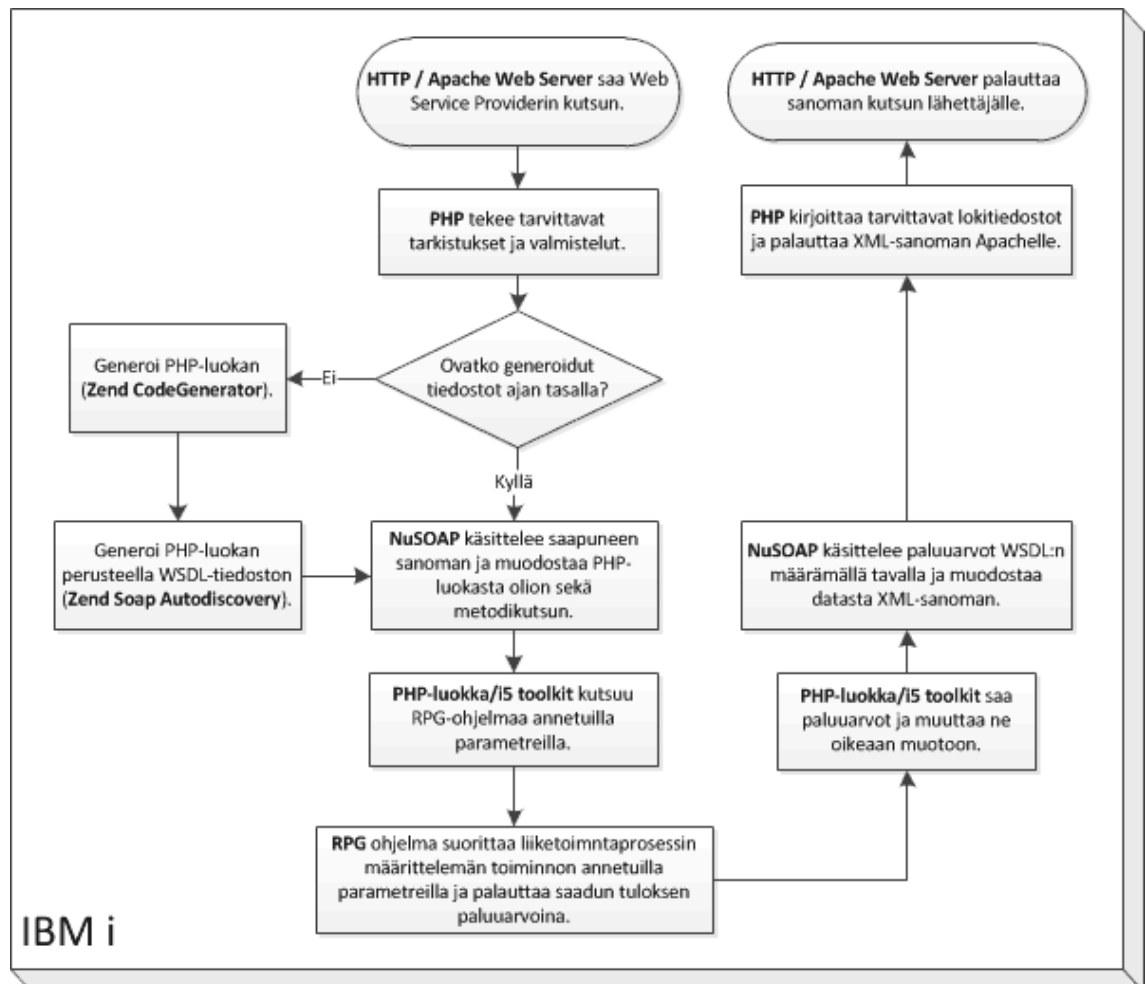 HTTP / Apache Web Server saa Web
Service Providerin kutsun.
PHP tekee tarvittavat
tarkistukset ja valmistelut.
Ovatko generoidut
tiedostot ajan tasalla?
Ei
Generoi PHP-luokan
(Zend CodeGenerator).
Generoi PHP-luokan
perusteella WSDL-tiedoston
(Zend Soap Autodiscovery).
Kyllä
NuSOAP käsittelee saapuneen
sanoman ja muodostaa PHP-
luokasta olion sekä
metodikutsun.
PHP-luokka/i5 toolkit kutsuu
RPG-ohjelmaa annetuilla
parametreilla.
RPG ohjelma suorittaa liiketoimntaprosessin
määrittelemän toiminnon annetuilla
parametreilla ja palauttaa saadun tuloksen
paluuarvoina.
PHP-luokka/i5 toolkit saa
paluuarvot ja muuttaa ne
oikeaan muotoon.
NuSOAP käsittelee paluuarvot WSDL:n
määrämällä tavalla ja muodostaa
datasta XML-sanoman.
PHP kirjoittaa tarvittavat lokitiedostot
ja palauttaa XML-sanoman Apachelle.
HTTP / Apache Web Server palauttaa
sanoman kutsun lähettäjälle.
IBM i